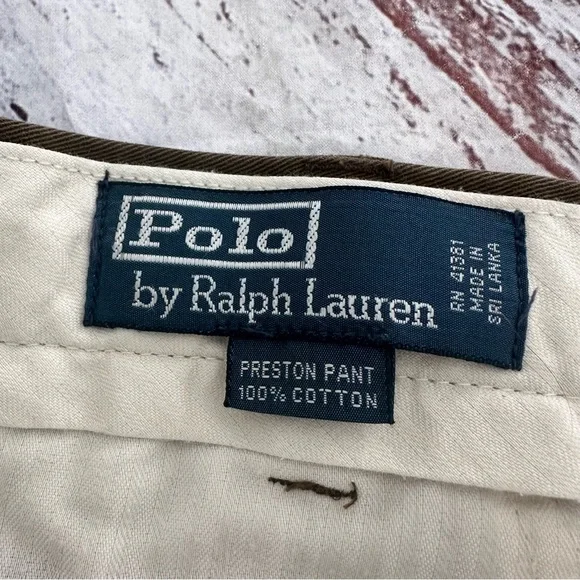 Polo
by Ralph Lauren
RN 41381
MADE IN
SRI LANKA
PRESTON PANT
100% COTTON